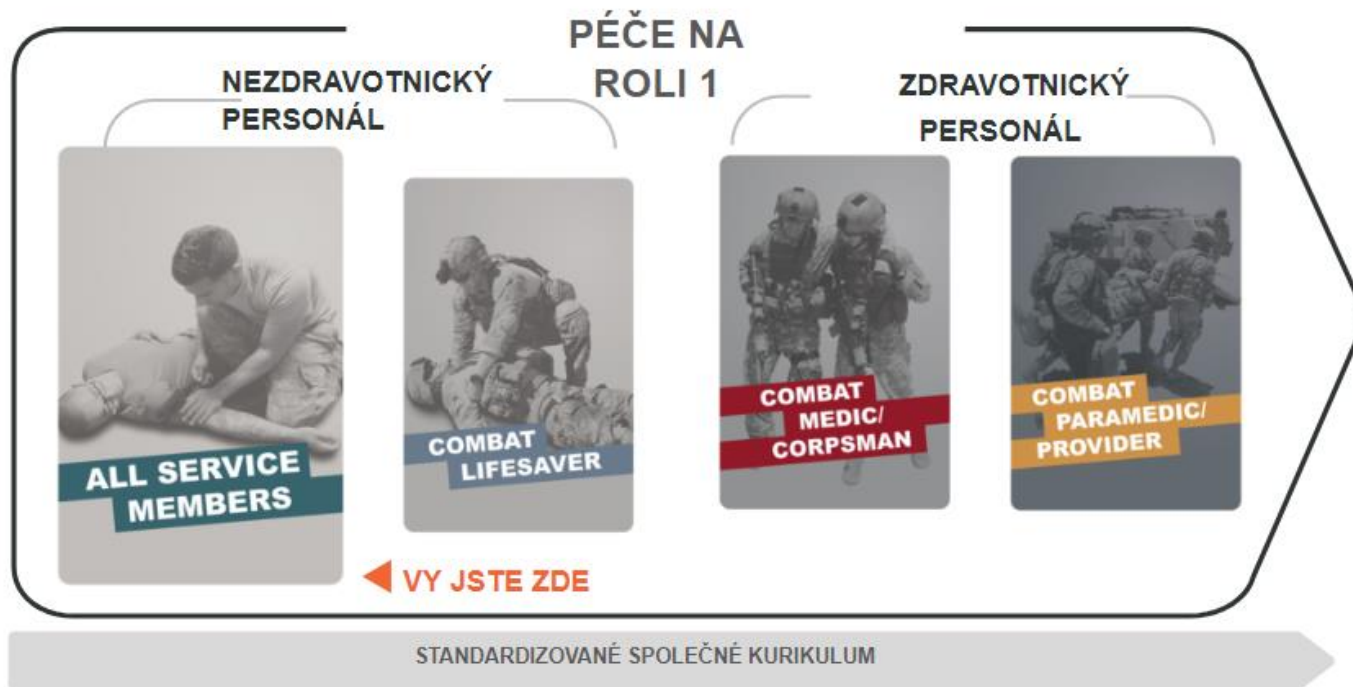 PÉČE NA
ROLI 1
NEZDRAVOTNICKÝ
PERSONÁL
ZDRAVOTNICKÝ
PERSONÁL
ALL SERVICE
MEMBERS
COMBAT
LIFESAVER
COMBAT
MEDIC/
CORPSMAN
COMBAT
PARAMEDIC/
PROVIDER
VY JSTE ZDE
STANDARDIZOVANÉ SPOLEČNÉ KURIKULUM